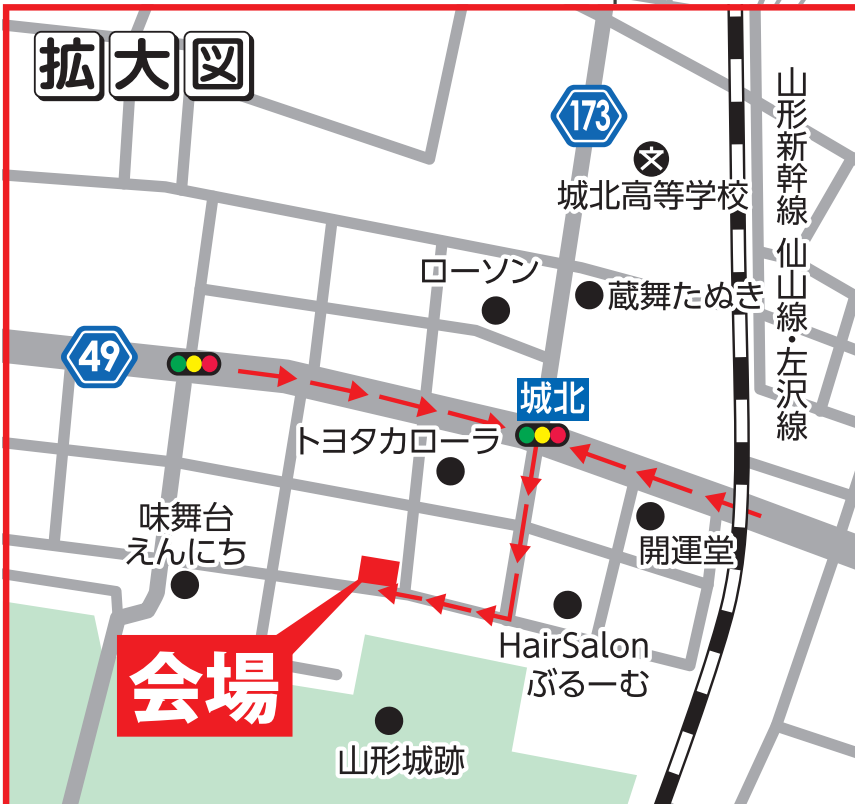 拡大図
173
城北高等学校
山形新幹線 仙山線・左沢線
ローソン
蔵舞たぬき
49
城北
トヨタカローラ
味舞台
えんにち
開運堂
HairSalon
ぶるーむ
会場
山形城跡